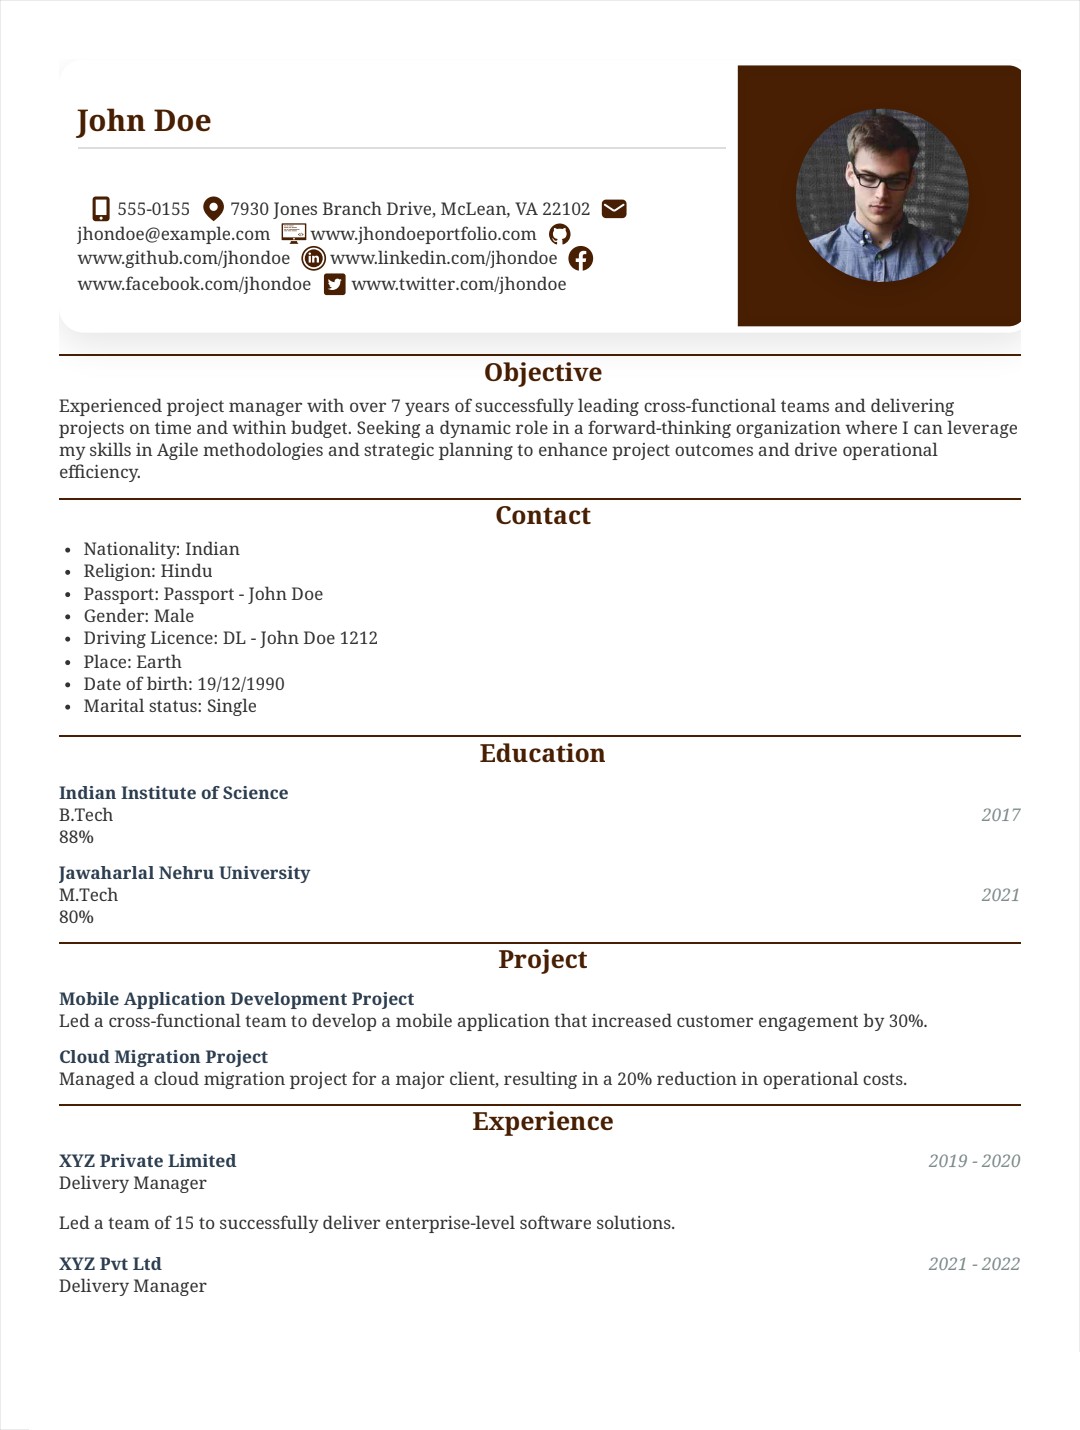 John Doe
555-0155 7930 Jones Branch Drive, McLean, VA 22102
jhondoe@example.com www.jhondoeportfolio.com
www.github.com/jhondoe www.linkedin.com/jhondoe
www.facebook.com/jhondoe www.twitter.com/jhondoe
Objective
Experienced project manager with over 7 years of successfully leading cross-functional teams and delivering
projects on time and within budget. Seeking a dynamic role in a forward-thinking organization where I can leverage
my skills in Agile methodologies and strategic planning to enhance project outcomes and drive operational
efficiency.
Contact
• Nationality: Indian
• Religion: Hindu
• Passport: Passport - John Doe
• Gender: Male
• Driving Licence: DL - John Doe 1212
• Place: Earth
• Date of birth: 19/12/1990
• Marital status: Single
Education
Indian Institute of Science
B.Tech 2017
88%
Jawaharlal Nehru University
M.Tech 2021
80%
Project
Mobile Application Development Project
Led a cross-functional team to develop a mobile application that increased customer engagement by 30%.
Cloud Migration Project
Managed a cloud migration project for a major client, resulting in a 20% reduction in operational costs.
Experience
XYZ Private Limited 2019 - 2020
Delivery Manager
Led a team of 15 to successfully deliver enterprise-level software solutions.
XYZ Pvt Ltd 2021 - 2022
Delivery Manager